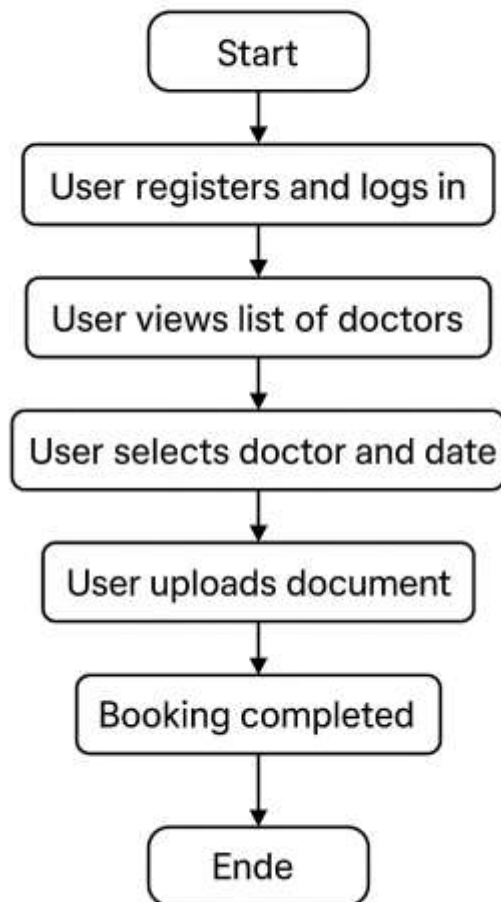 Start
User registers and logs in
User views list of doctors
User selects doctor and date
User uploads document
Booking completed
Ende